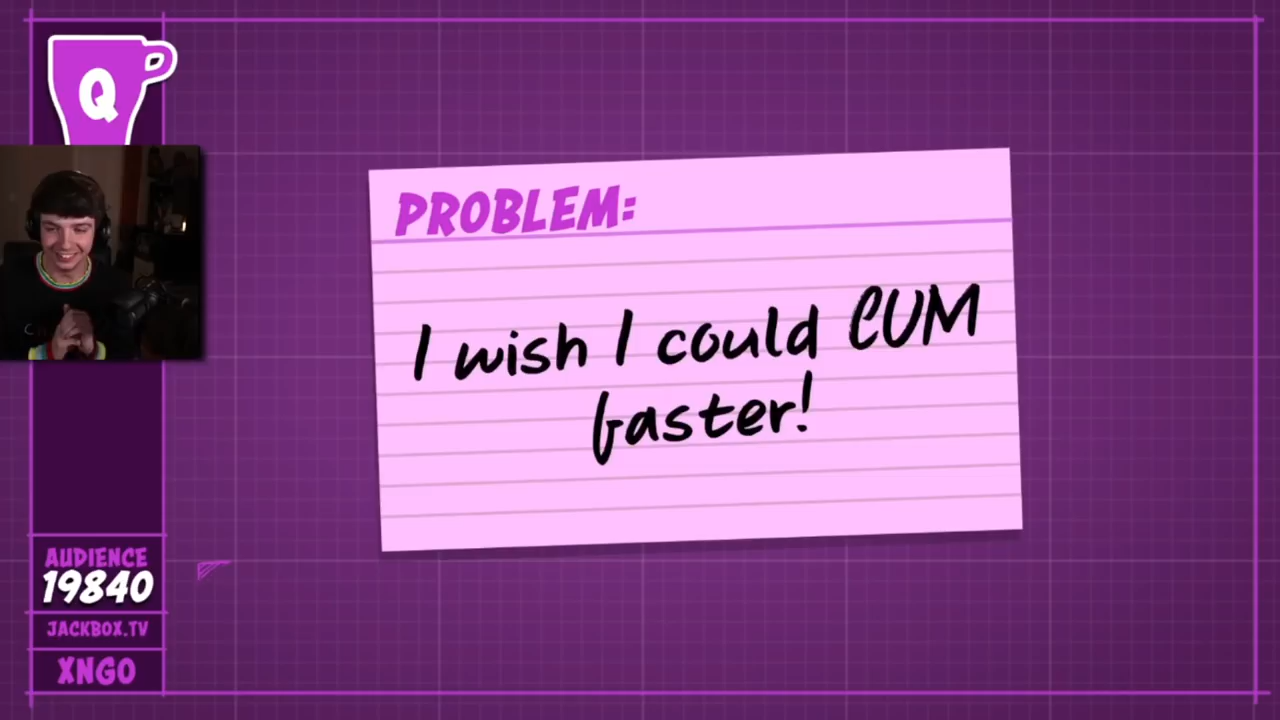 Q
PROBLEM:
I wish I could CUM
faster!
AUDIENCE
19840
JACKBOX.TV
XNGO